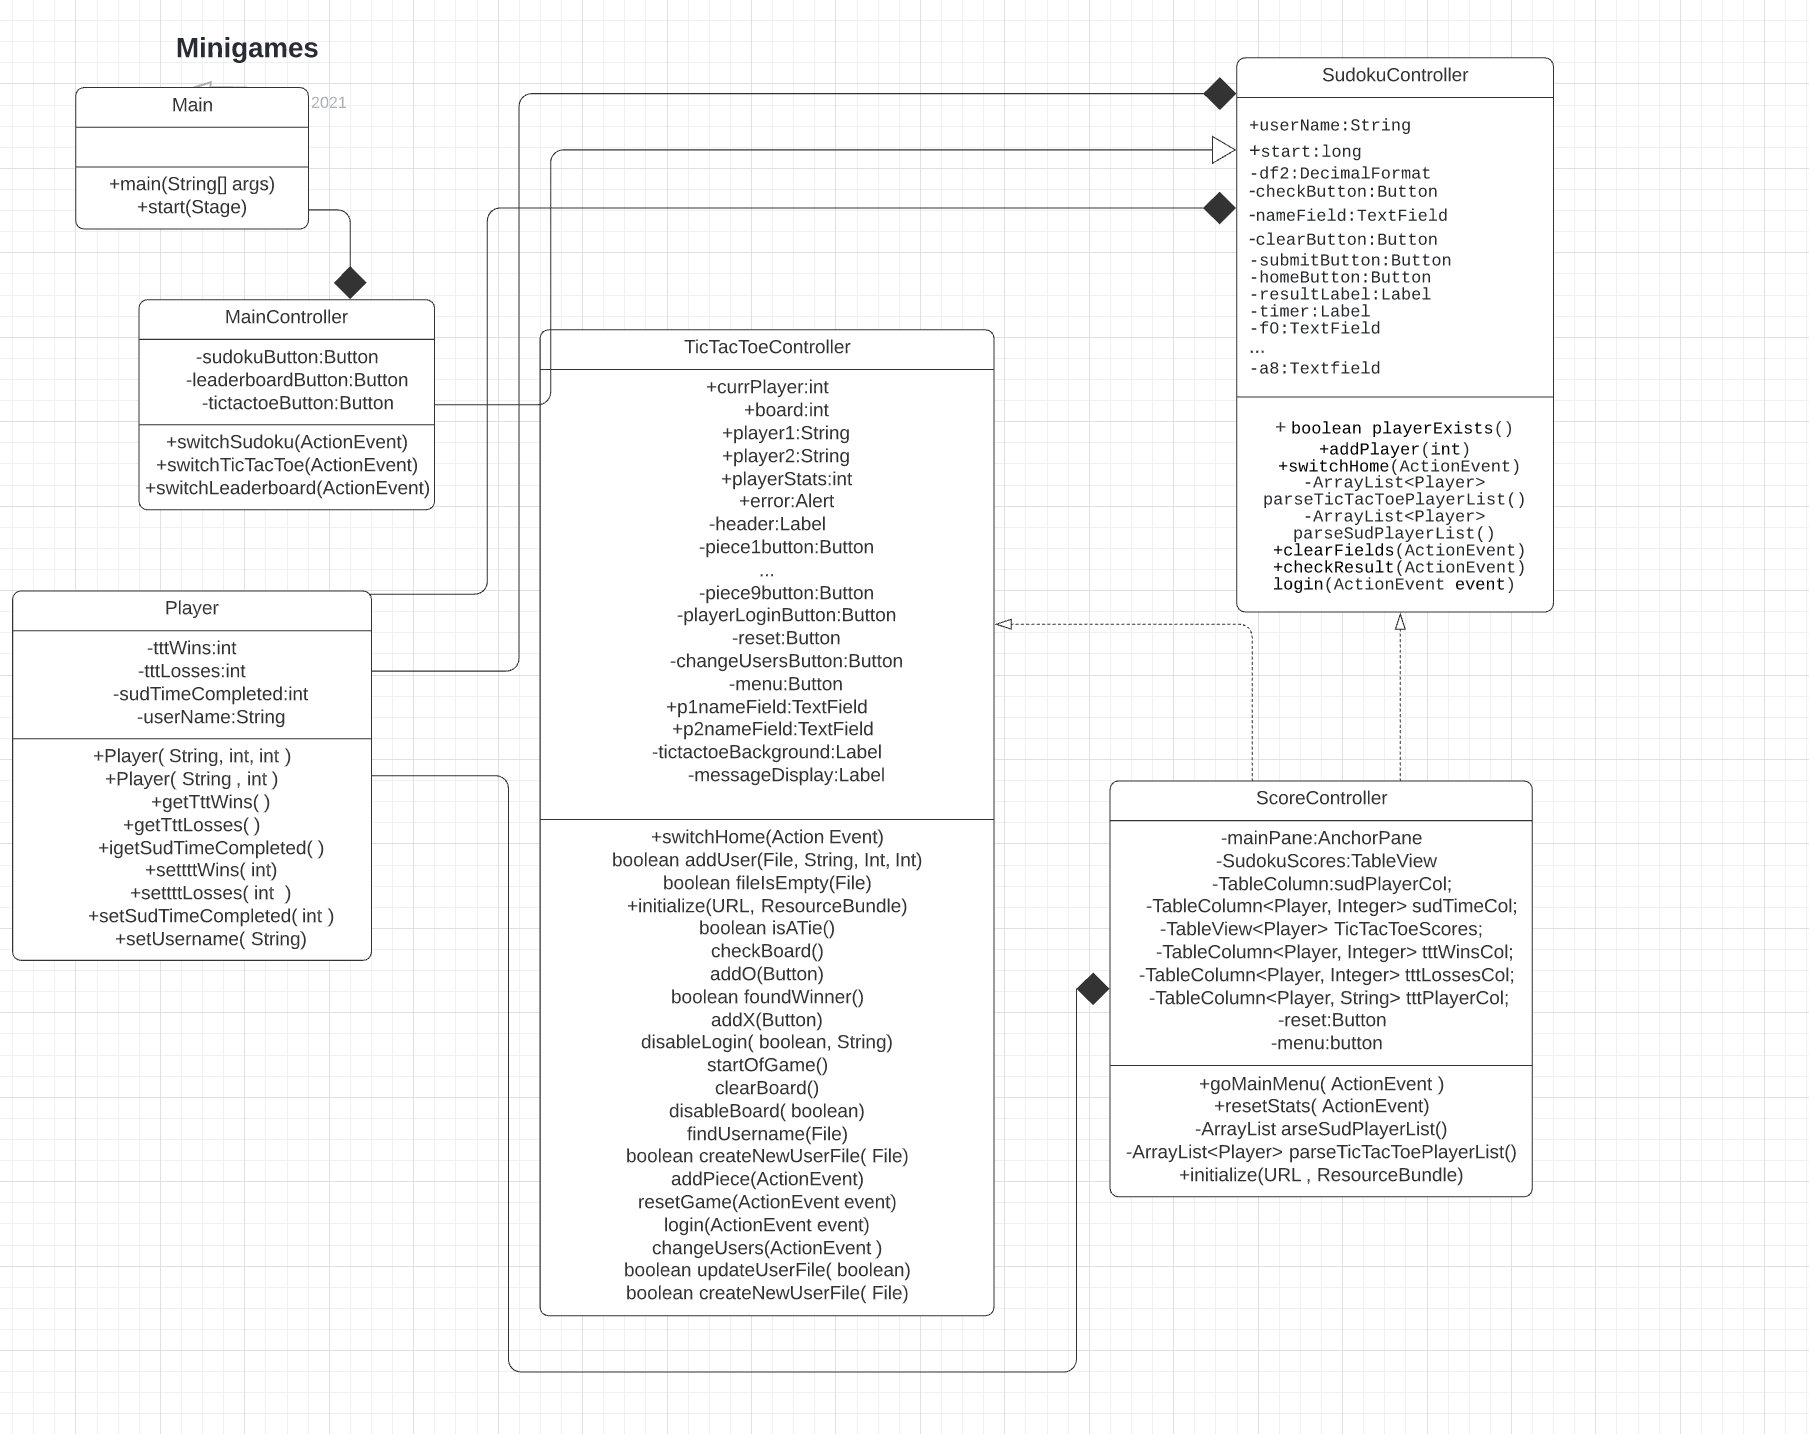 Minigames
2021
Main
+main(String[] args)
+start(Stage)
MainController
-sudokuButton:Button
-leaderboardButton:Button
-tictactoeButton:Button
+switchSudoku(ActionEvent)
+switchTicTacToe(ActionEvent)
+switchLeaderboard(ActionEvent)
Player
-tttWins:int
-tttLosses:int
-sudTimeCompleted:int
-userName:String
+Player( String, int, int )
+Player( String , int )
+getTttWins( )
+getTttLosses( )
+igetSudTimeCompleted( )
+settttWins( int)
+settttLosses( int  )
+setSudTimeCompleted( int )
+setUsername( String)
TicTacToeController
+currPlayer:int
+board:int
+player1:String
+player2:String
+playerStats:int
+error:Alert
-header:Label
-piece1button:Button
...
-piece9button:Button
-playerLoginButton:Button
-reset:Button
-changeUsersButton:Button
-menu:Button
+p1nameField:TextField
+p2nameField:TextField
-tictactoeBackground:Label
-messageDisplay:Label
+switchHome(Action Event)
boolean addUser(File, String, Int, Int)
boolean fileIsEmpty(File)
+initialize(URL, ResourceBundle)
boolean isATie()
checkBoard()
addO(Button)
boolean foundWinner()
addX(Button)
disableLogin( boolean, String)
startOfGame()
clearBoard()
disableBoard( boolean)
findUsername(File)
boolean createNewUserFile( File)
addPiece(ActionEvent)
resetGame(ActionEvent event)
login(ActionEvent event)
changeUsers(ActionEvent )
boolean updateUserFile( boolean)
boolean createNewUserFile( File)
SudokuController
+userName:String
+start:long
-df2:DecimalFormat
-checkButton:Button
-nameField:TextField
-clearButton:Button
-submitButton:Button
-homeButton:Button
-resultLabel:Label
-timer:Label
-f0:TextField
...
-a8:Textfield
+ boolean playerExists()
+addPlayer(int)
+switchHome(ActionEvent)
-ArrayList<Player>
parseTicTacToePlayerList()
-ArrayList<Player>
parseSudPlayerList()
+clearFields(ActionEvent)
+checkResult(ActionEvent)
login(ActionEvent event)
ScoreController
-mainPane:AnchorPane
-SudokuScores:TableView
-TableColumn:sudPlayerCol;
-TableColumn<Player, Integer> sudTimeCol;
-TableView<Player> TicTacToeScores;
-TableColumn<Player, Integer> tttWinsCol;
-TableColumn<Player, Integer> tttLossesCol;
-TableColumn<Player, String> tttPlayerCol;
-reset:Button
-menu:button
+goMainMenu( ActionEvent )
+resetStats( ActionEvent)
-ArrayList arseSudPlayerList()
-ArrayList<Player> parseTicTacToePlayerList()
+initialize(URL , ResourceBundle)